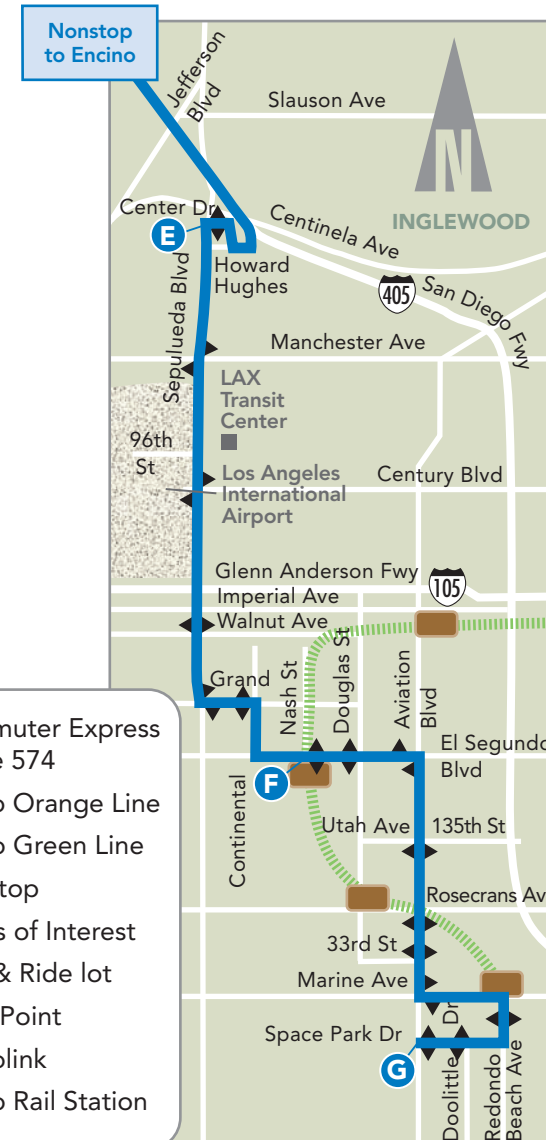 Nonstop
to Encino
Jefferson
Blvd
Slauson Ave
N
INGLEWOOD
Center Dr
E
Centinela Ave
Howard
Hughes
405
San Diego
Fwy
Sepulueda Blvd
Manchester Ave
LAX
Transit
Center
96th
St
Los Angeles
International
Airport
Century Blvd
Glenn Anderson Fwy
105
Imperial Ave
Walnut Ave
Grand
Nash St
Douglas St
Aviation
Blvd
El Segundo
Blvd
F
Continental
Utah Ave
135th St
Rosecrans Av
33rd St
Marine Ave
Space Park Dr
G
Doolittle Dr
Redondo
Beach Ave
muter Express
e 574
o Orange Line
o Green Line
top
s of Interest
& Ride lot
Point
olink
o Rail Station